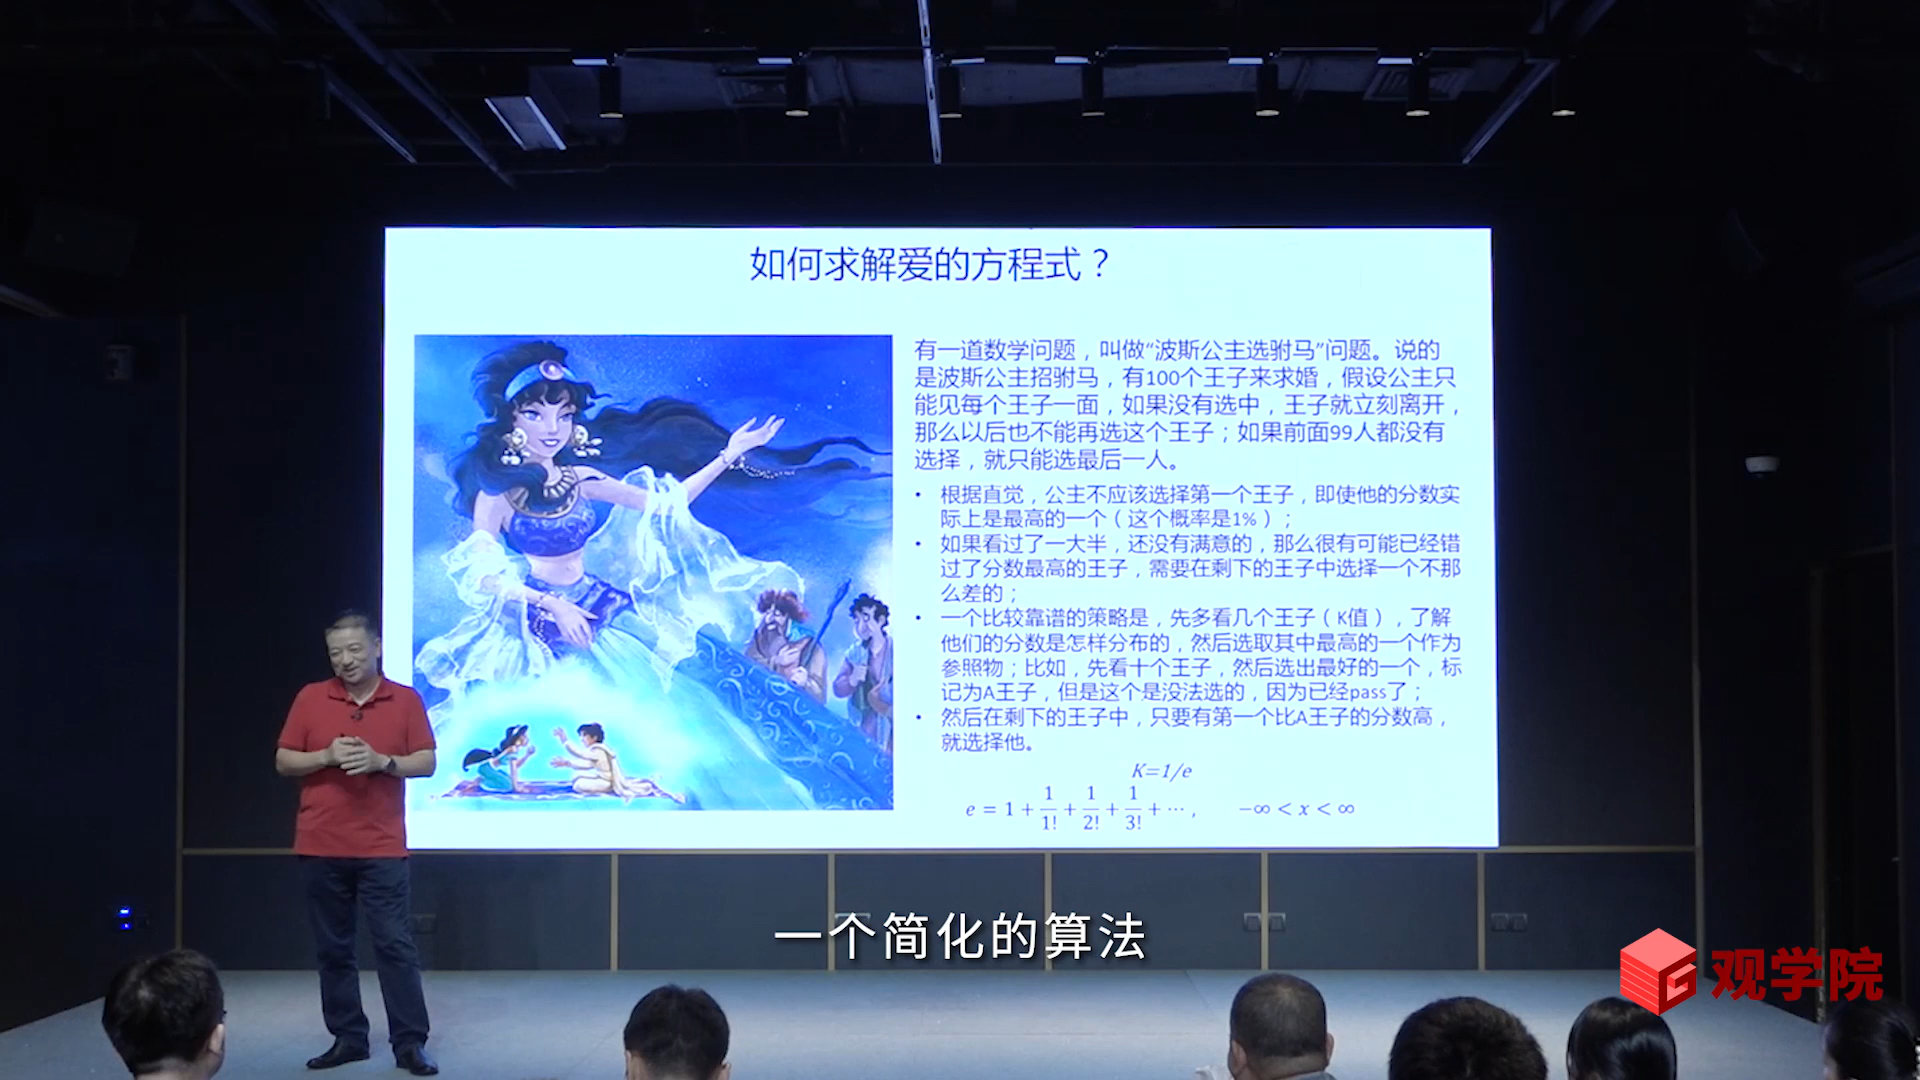 如何求解爱的方程式？
有一道数学问题，叫做“波斯公主选驸马”问题。说的
是波斯公主招驸马，有100个王子来求婚，假设公主只
能见每个王子一面，如果没有选中，王子就立刻离开，
那么以后也不能再选这个王子；如果前面99人都没有
选择，就只能选最后一人。
• 根据直觉，公主不应该选择第一个王子，即使他的分数实
际上是最高的一个（这个概率是1%）；
• 如果看过了一大半，还没有满意的，那么很有可能已经错
过了分数最高的王子，需要在剩下的王子中选择一个不那
么差的；
• 一个比较靠谱的策略是，先多看几个王子（K值），了解
他们的分数是怎样分布的，然后选取其中最高的一个作为
参照物；比如，先看十个王子，然后选出最好的一个，标
记为A王子，但是这个是没法选的，因为已经pass了；
• 然后在剩下的王子中，只要有第一个比A王子的分数高，
就选择他。
K=1/e
e = 1 + 1/1! + 1/2! + 1/3! + ⋯ , −∞ < x < ∞
一个简化的算法
观学院